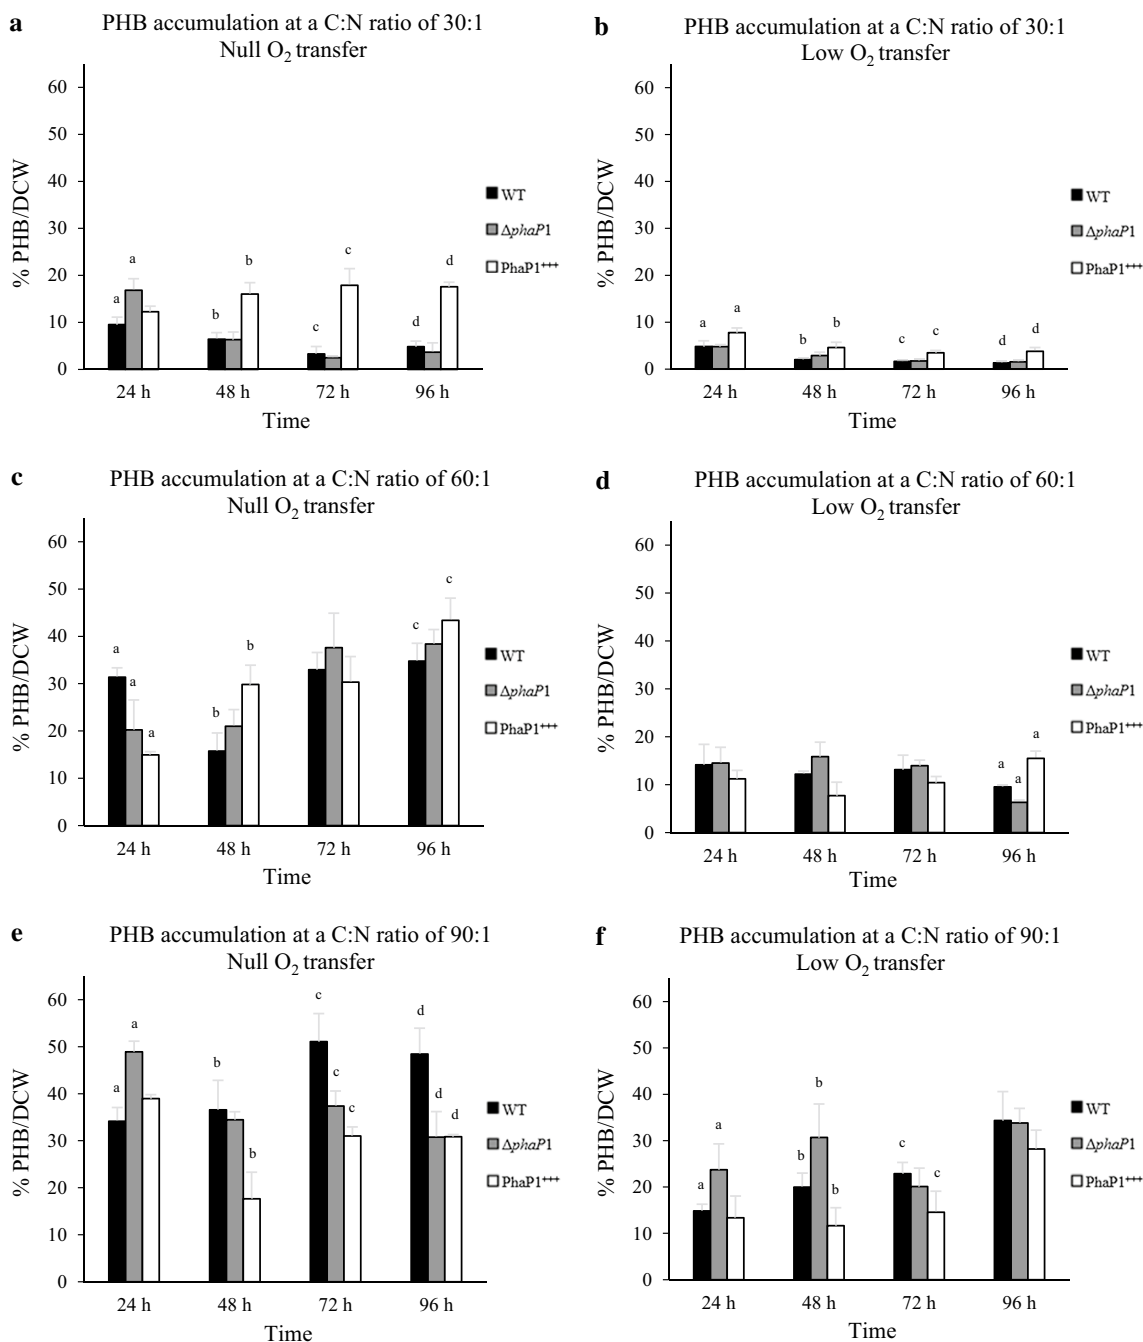 a
PHB accumulation at a C:N ratio of 30:1
Null O2 transfer
% PHB/DCW
60
50
40
30
20
10
0
a
a
b
c
d
24 h
48 h
72 h
96 h
Time
WT
ΔphaP1
PhaP1+++
b
PHB accumulation at a C:N ratio of 30:1
Low O2 transfer
% PHB/DCW
60
50
40
30
20
10
0
a
a
b
b
c
c
d
d
24 h
48 h
72 h
96 h
Time
WT
ΔphaP1
PhaP1+++
c
PHB accumulation at a C:N ratio of 60:1
Null O2 transfer
% PHB/DCW
60
50
40
30
20
10
0
a
a
a
b
b
c
c
24 h
48 h
72 h
96 h
Time
WT
ΔphaP1
PhaP1+++
d
PHB accumulation at a C:N ratio of 60:1
Low O2 transfer
% PHB/DCW
60
50
40
30
20
10
0
a
a
a
24 h
48 h
72 h
96 h
Time
WT
ΔphaP1
PhaP1+++
e
PHB accumulation at a C:N ratio of 90:1
Null O2 transfer
% PHB/DCW
60
50
40
30
20
10
0
a
a
b
b
c
c
c
d
d
d
24 h
48 h
72 h
96 h
Time
WT
ΔphaP1
PhaP1+++
f
PHB accumulation at a C:N ratio of 90:1
Low O2 transfer
% PHB/DCW
60
50
40
30
20
10
0
a
a
b
b
b
c
c
24 h
48 h
72 h
96 h
Time
WT
ΔphaP1
PhaP1+++